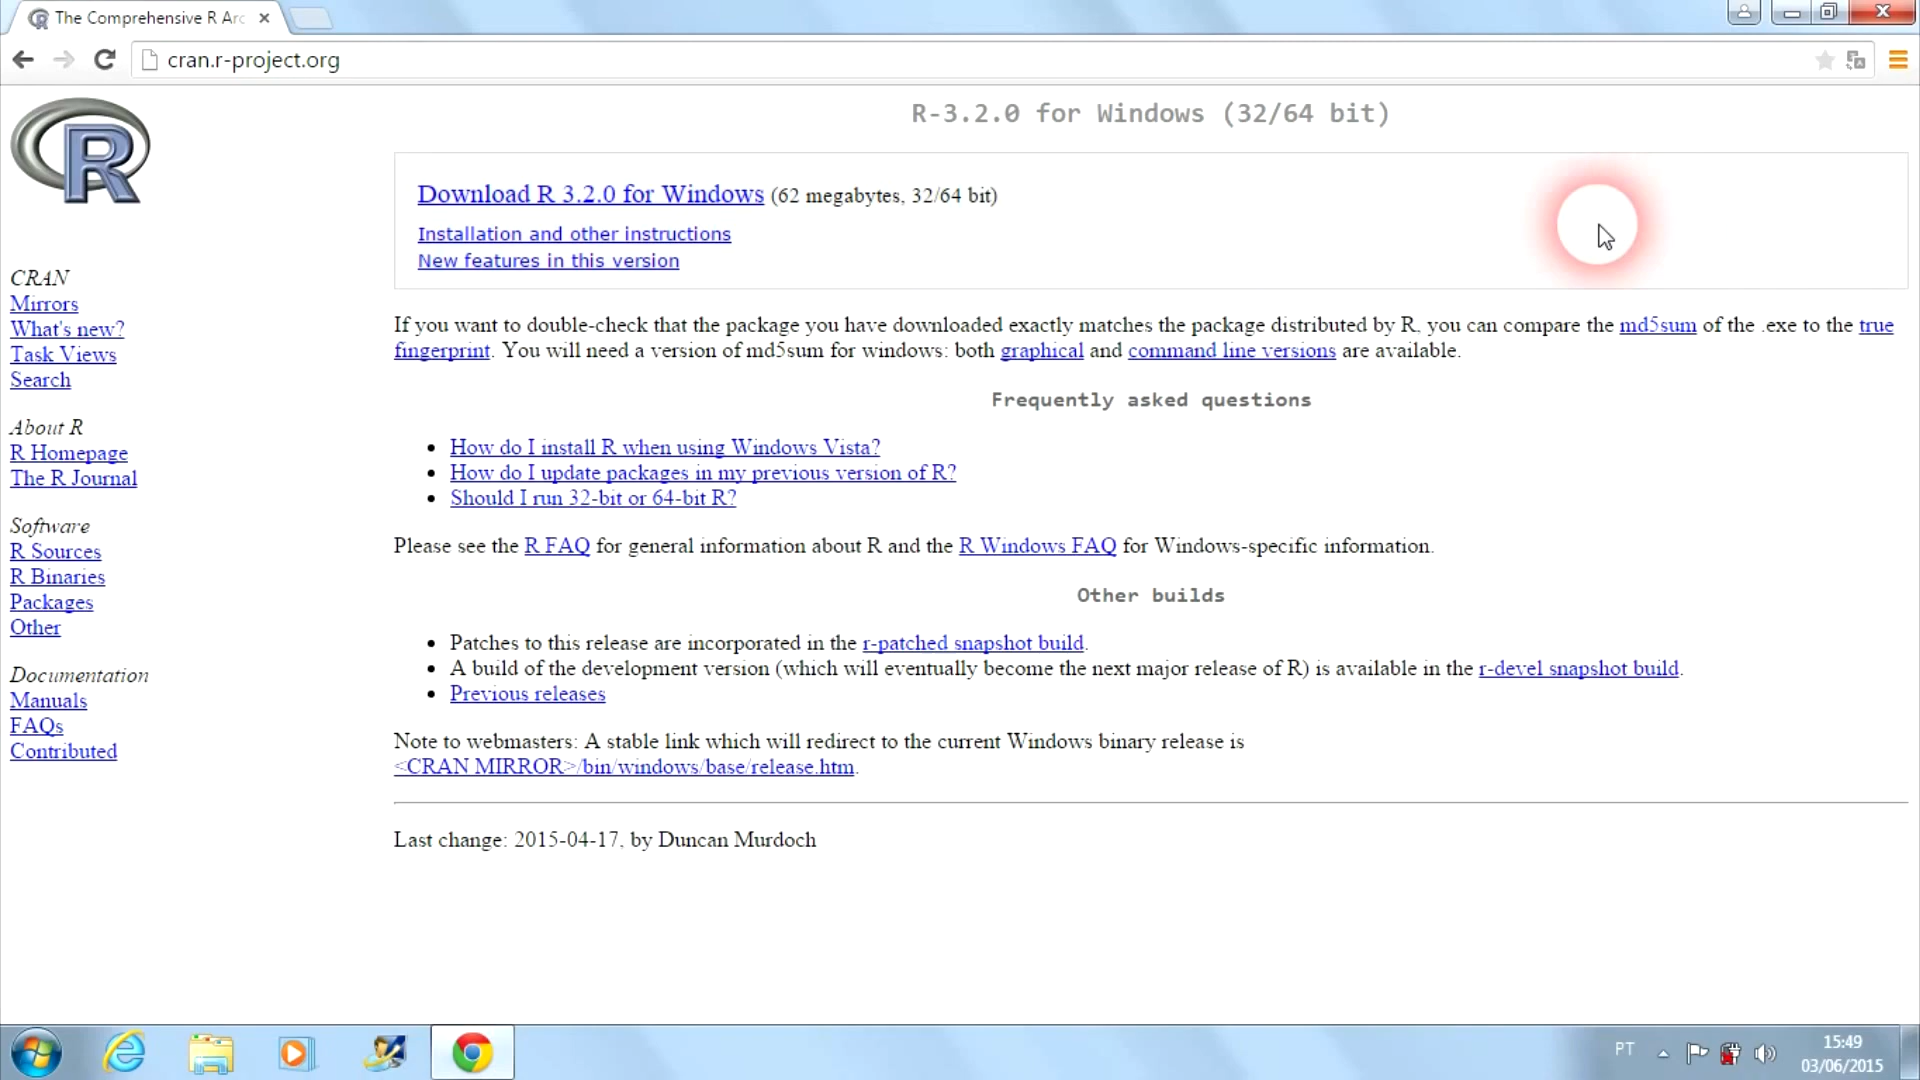 The Comprehensive R Arc
cran.r-project.org
R
R-3.2.0 for Windows (32/64 bit)
Download R 3.2.0 for Windows (62 megabytes, 32/64 bit)
Installation and other instructions
New features in this version
CRAN
Mirrors
What's new?
Task Views
Search
About R
R Homepage
The R Journal
Software
R Sources
R Binaries
Packages
Other
Documentation
Manuals
FAQs
Contributed
If you want to double-check that the package you have downloaded exactly matches the package distributed by R, you can compare the md5sum of the .exe to the true
fingerprint. You will need a version of md5sum for windows: both graphical and command line versions are available.
Frequently asked questions
How do I install R when using Windows Vista?
How do I update packages in my previous version of R?
Should I run 32-bit or 64-bit R?
Please see the R FAQ for general information about R and the R Windows FAQ for Windows-specific information.
Other builds
Patches to this release are incorporated in the r-patched snapshot build.
A build of the development version (which will eventually become the next major release of R) is available in the r-devel snapshot build.
Previous releases
Note to webmasters: A stable link which will redirect to the current Windows binary release is
<CRAN MIRROR>/bin/windows/base/release.htm.
Last change: 2015-04-17, by Duncan Murdoch
PT
15:49
03/06/2015